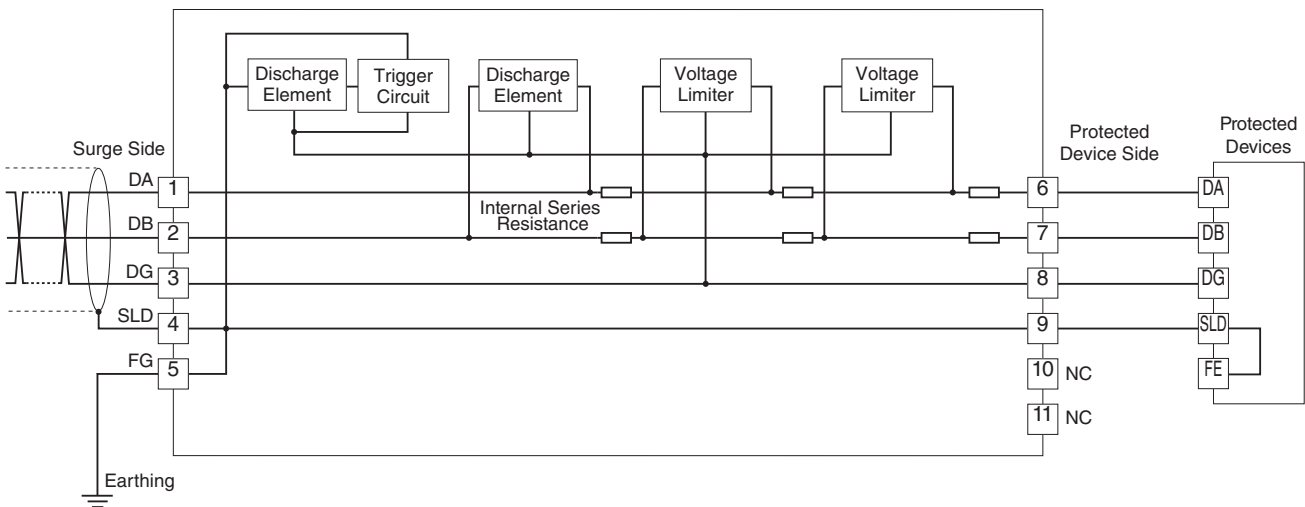 Discharge
Element
Trigger
Circuit
Discharge
Element
Voltage
Limiter
Voltage
Limiter
Surge Side
Protected
Device Side
Protected
Devices
DA 1
6
DA
Internal Series
Resistance
DB 2
7
DB
DG 3
8
DG
SLD 4
9
SLD
FG 5
10 NC
FE
11 NC
Earthing